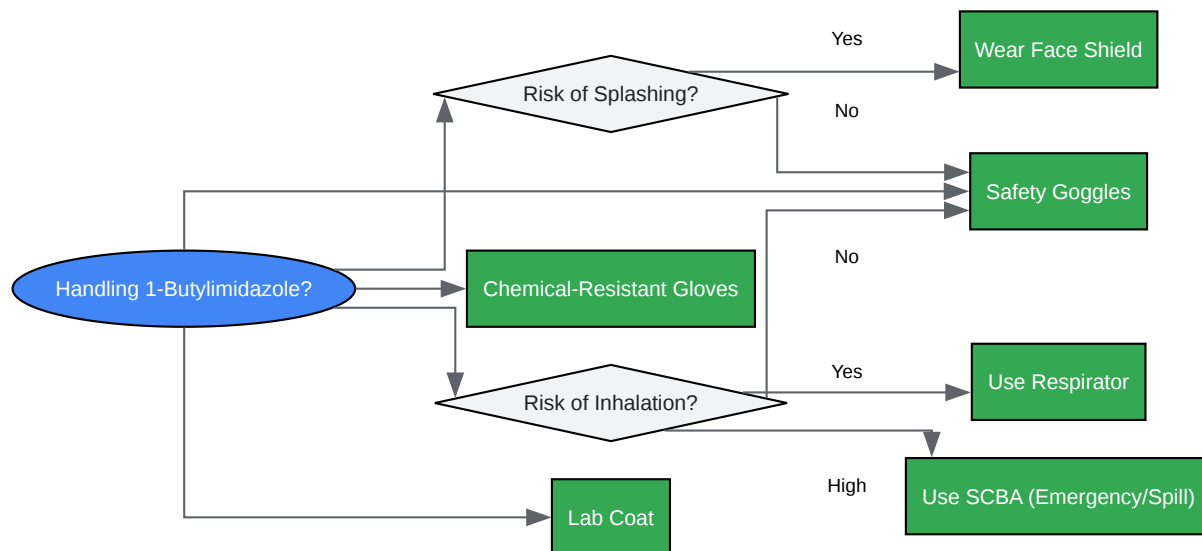 Yes
Wear Face Shield
Risk of Splashing?
No
Safety Goggles
No
Handling 1-Butylimidazole?
Chemical-Resistant Gloves
Yes
Use Respirator
Risk of Inhalation?
High
Use SCBA (Emergency/Spill)
Lab Coat